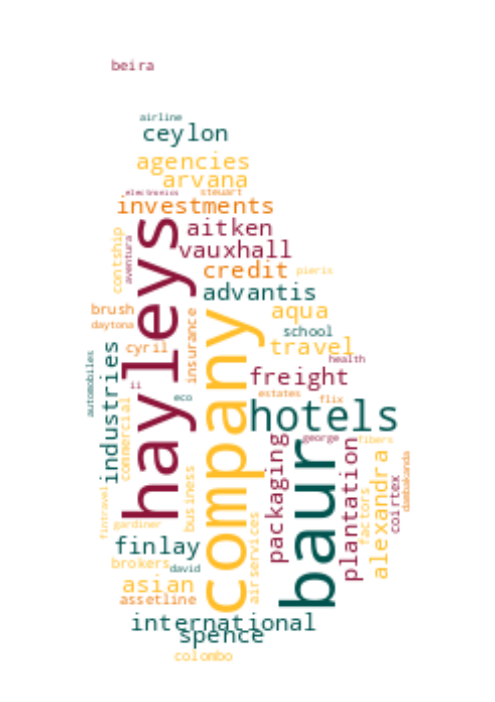 beira
airline
ceylon
agencies
arvana
electronics
steuart
investments
aitken
contship
aventura
hayleys
vauxhall
credit
pieris
advantis
brush
aqua
daytona
insurance
company
school
cyril
travel
health
automobiles
industries
freight
ii
eco
estates
flix
commercial
hotels
baur
george
fibers
packaging
plantation
alexandra
dambakanda
business
coirtex
factors
fintravel
gardiner
airservices
finlay
brokers
david
asian
assetline
international
spence
colombo